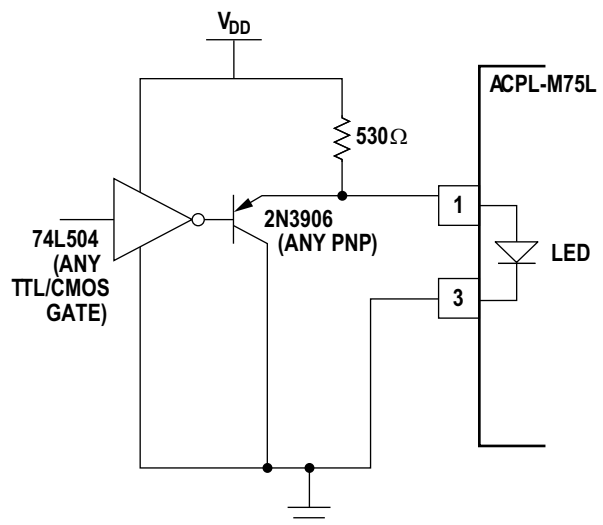 VDD
ACPL-M75L
530Ω
1
2N3906
(ANY PNP)
74L504
(ANY
TTL/CMOS
GATE)
LED
3